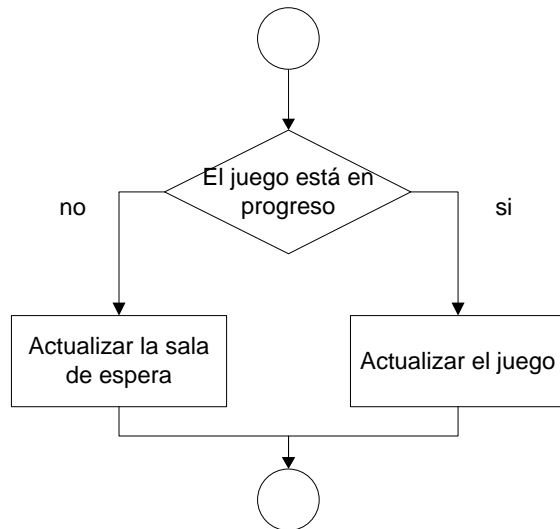 El juego está en
progreso
no
si
Actualizar la sala
de espera
Actualizar el juego